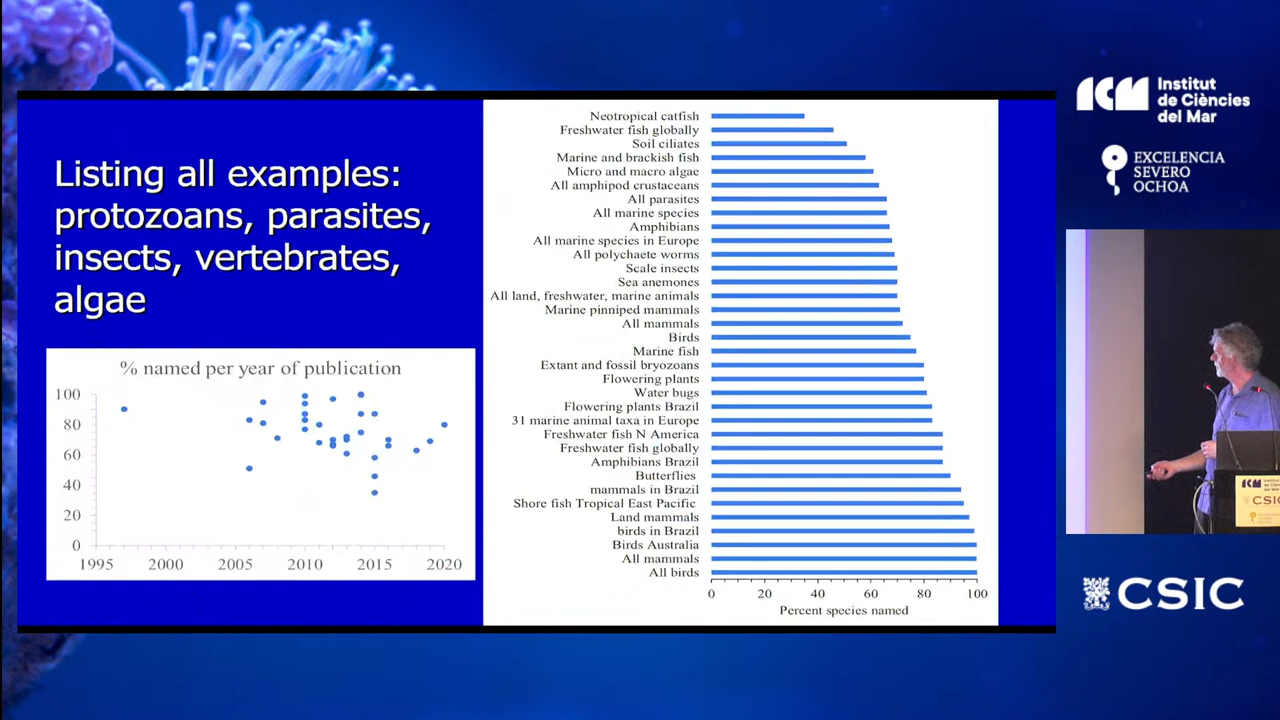 Listing all examples:
protozoans, parasites,
insects, vertebrates,
algae
% named per year of publication
100
80
60
40
20
0
1995 2000 2005 2010 2015 2020
Neotropical catfish
Freshwater fish globally
Soil ciliates
Marine and brackish fish
Micro and macro algae
All amphipod crustaceans
All parasites
All marine species
Amphibians
All marine species in Europe
All polychaete worms
Scale insects
Sea anemones
All land, freshwater, marine animals
Marine pinniped mammals
All mammals
Birds
Marine fish
Extant and fossil bryozoans
Flowering plants
Water bugs
Flowering plants Brazil
31 marine animal taxa in Europe
Freshwater fish N America
Freshwater fish globally
Amphibians Brazil
Butterflies
mammals in Brazil
Shore fish Tropical East Pacific
Land mammals
birds in Brazil
Birds Australia
All mammals
All birds
0 20 40 60 80 100
Percent species named
ICM Institut
de Ciències
del Mar
EXCELENCIA
SEVERO
OCHOA
ICM
CSIC
CSIC